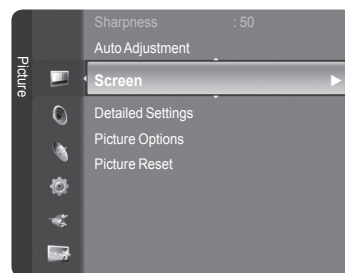 Picture
Sharpness : 50
Auto Adjustment
Screen
Detailed Settings
Picture Options
Picture Reset